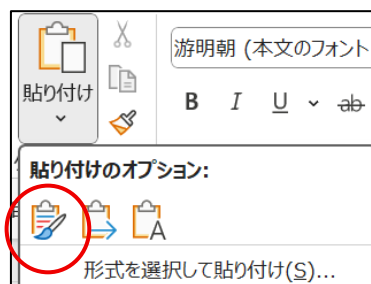 貼り付け
游明朝 (本文のフォント
B I U ab
貼り付けのオプション:
A
形式を選択して貼り付け(S)...